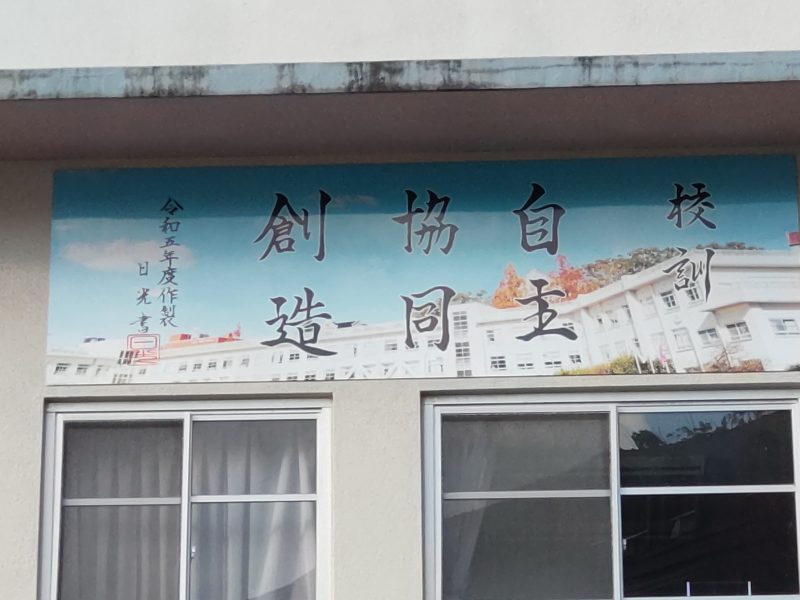 校訓
自主
協同
創造
令和五年度作製
日光書